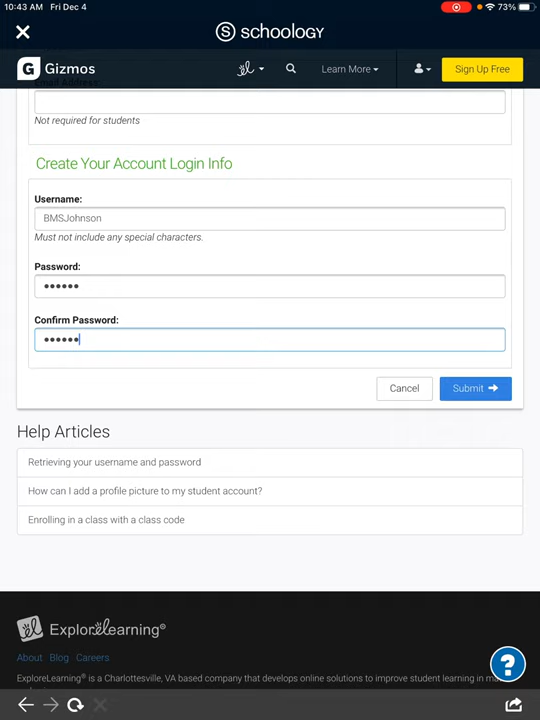 10:43 AM Fri Dec 4
73%
schoology
G Gizmos
Learn More
Sign Up Free
Email Address:
Not required for students
Create Your Account Login Info
Username:
BMSJohnson
Must not include any special characters.
Password:
••••••
Confirm Password:
••••••
Cancel
Submit
Help Articles
Retrieving your username and password
How can I add a profile picture to my student account?
Enrolling in a class with a class code
ExploreLearning®
About Blog Careers
ExploreLearning® is a Charlottesville, VA based company that develops online solutions to improve student learning in
?